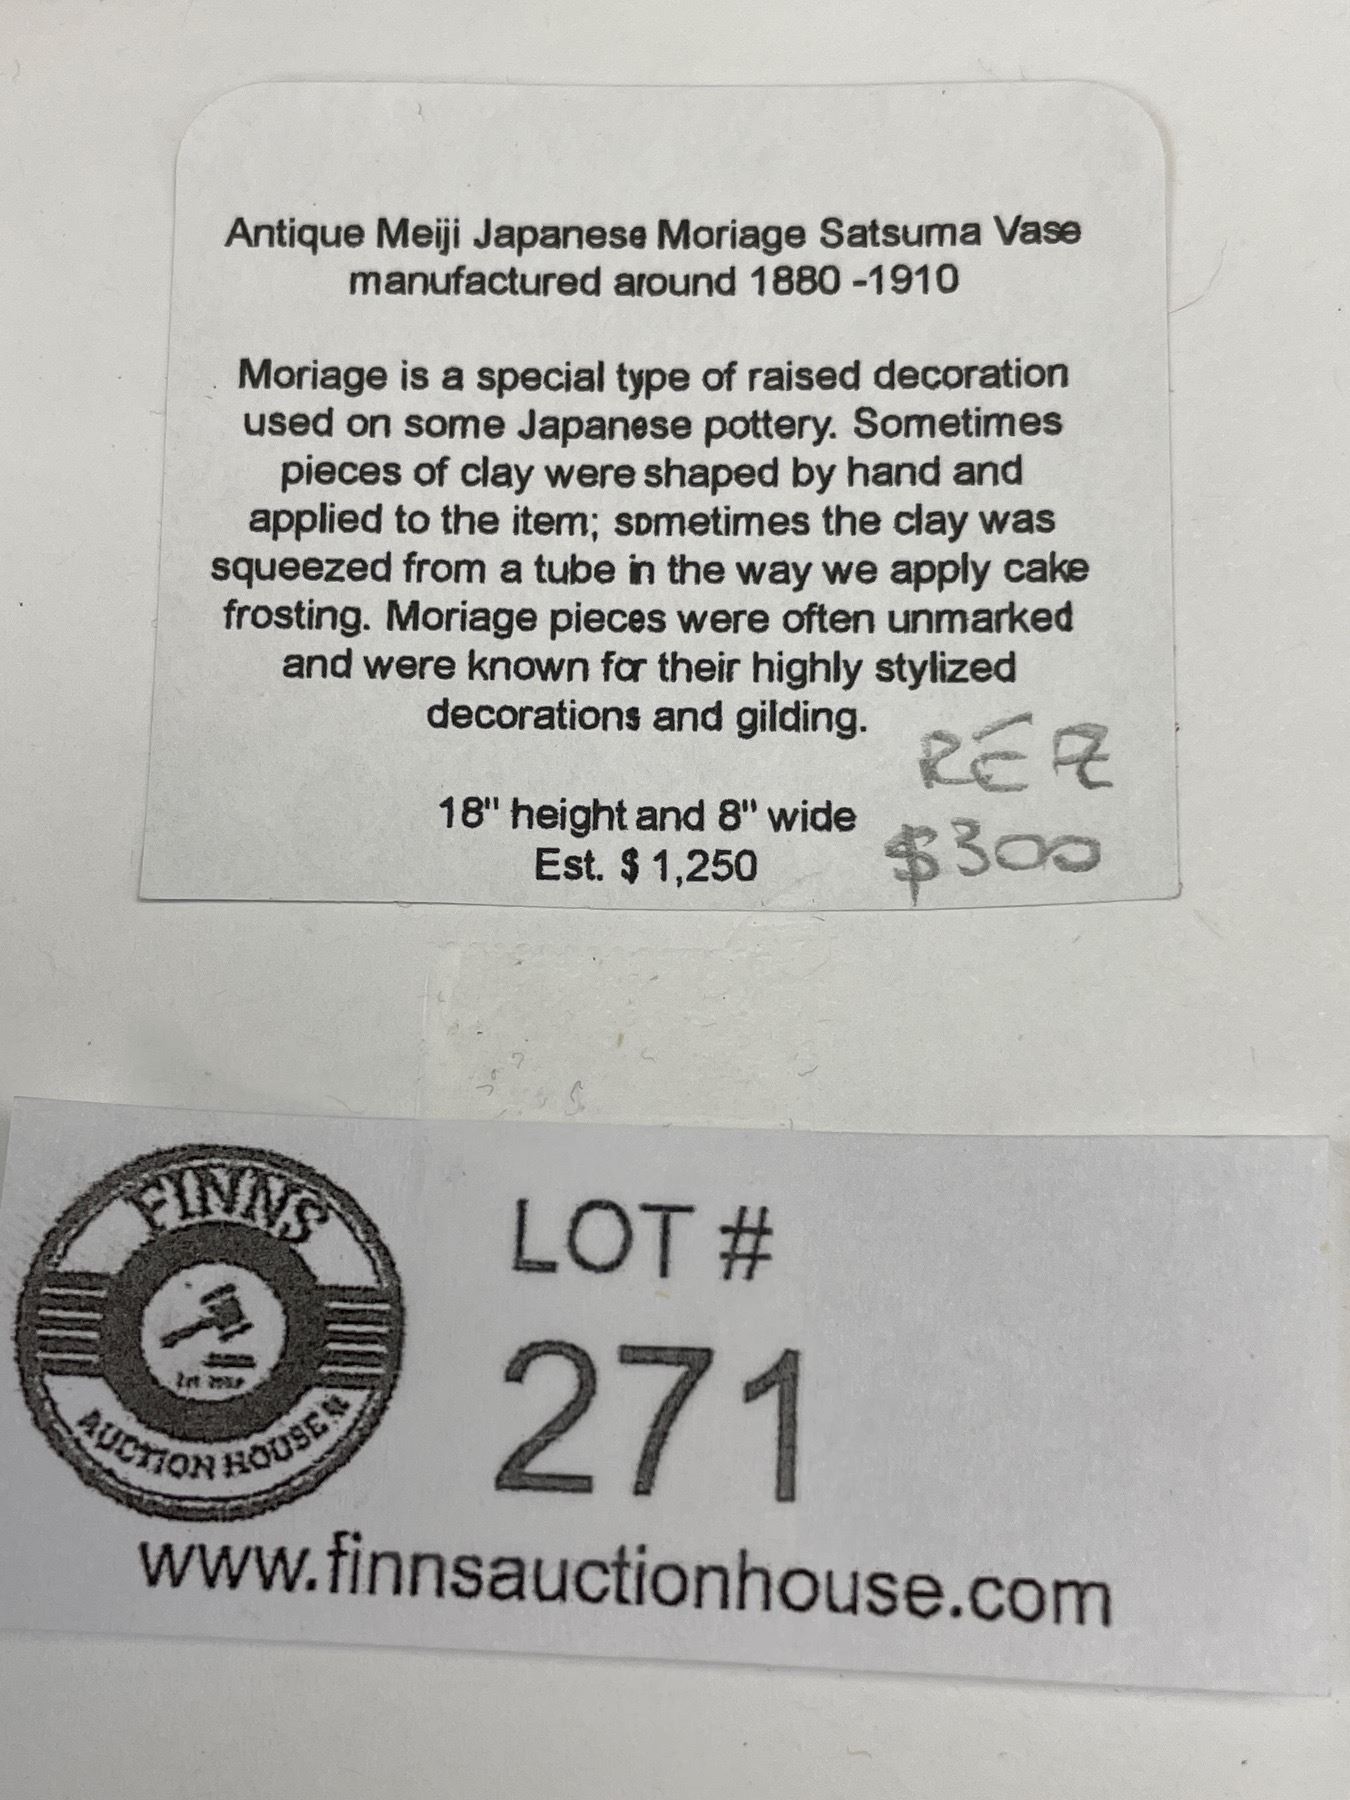 Antique Meiji Japanese Moriage Satsuma Vase
manufactured around 1880 -1910
Moriage is a special type of raised decoration
used on some Japanese pottery. Sometimes
pieces of clay were shaped by hand and
applied to the item; sometimes the clay was
squeezed from a tube in the way we apply cake
frosting. Moriage pieces were often unmarked
and were known for their highly stylized
decorations and gilding.
18" height and 8" wide
Est. $ 1,250
$300
FINNS
AUCTION HOUSE
LOT #
271
www.finnsauctionhouse.com